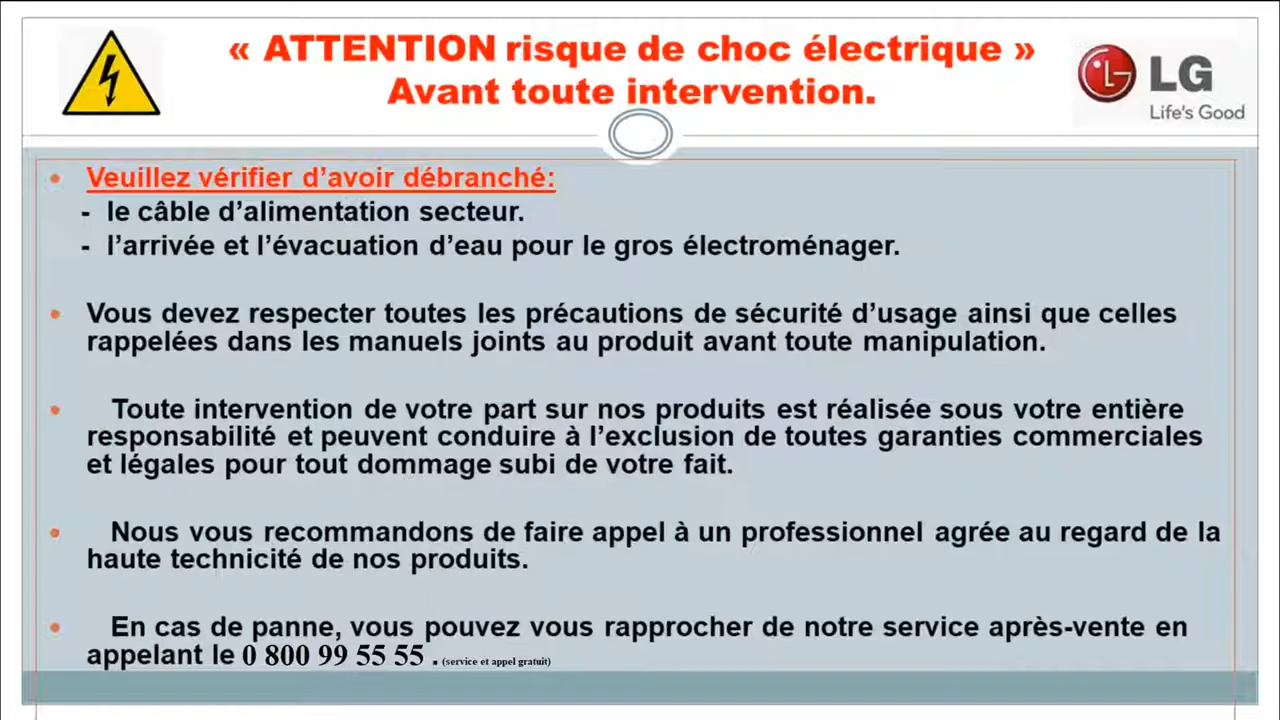 « ATTENTION risque de choc électrique »
Avant toute intervention.
LG
Life's Good
• Veuillez vérifier d’avoir débranché:
- le câble d’alimentation secteur.
- l’arrivée et l’évacuation d’eau pour le gros électroménager.
• Vous devez respecter toutes les précautions de sécurité d’usage ainsi que celles
rappelées dans les manuels joints au produit avant toute manipulation.
• Toute intervention de votre part sur nos produits est réalisée sous votre entière
responsabilité et peuvent conduire à l’exclusion de toutes garanties commerciales
et légales pour tout dommage subi de votre fait.
• Nous vous recommandons de faire appel à un professionnel agrée au regard de la
haute technicité de nos produits.
• En cas de panne, vous pouvez vous rapprocher de notre service après-vente en
appelant le 0 800 99 55 55 . (service et appel gratuit)